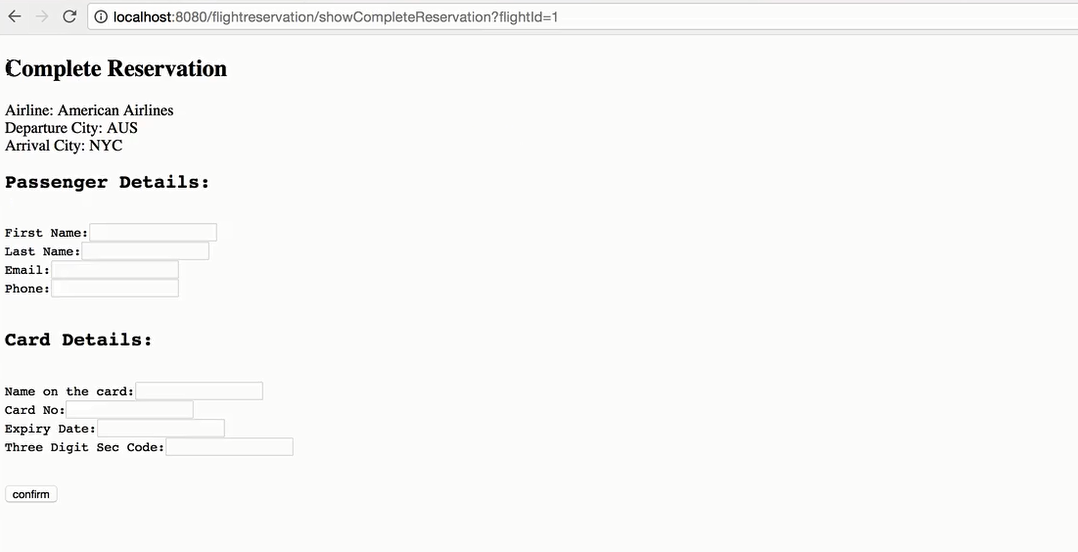 localhost:8080/flightreservation/showCompleteReservation?flightId=1
Complete Reservation
Airline: American Airlines
Departure City: AUS
Arrival City: NYC
Passenger Details:
First Name:
Last Name:
Email:
Phone:
Card Details:
Name on the card:
Card No:
Expiry Date:
Three Digit Sec Code:
confirm